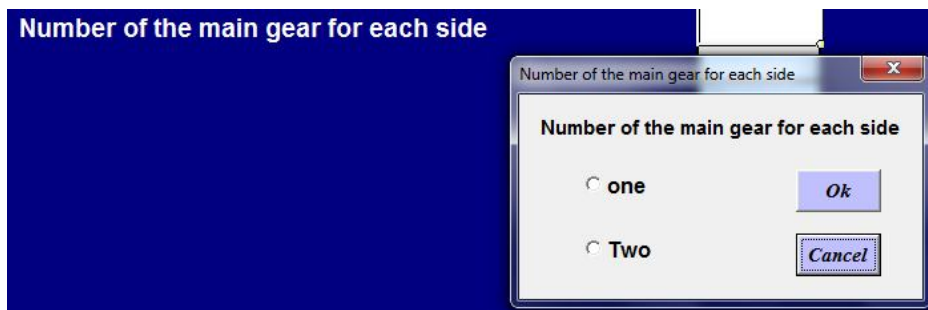 Number of the main gear for each side
Number of the main gear for each side
Number of the main gear for each side
one
Ok
Two
Cancel